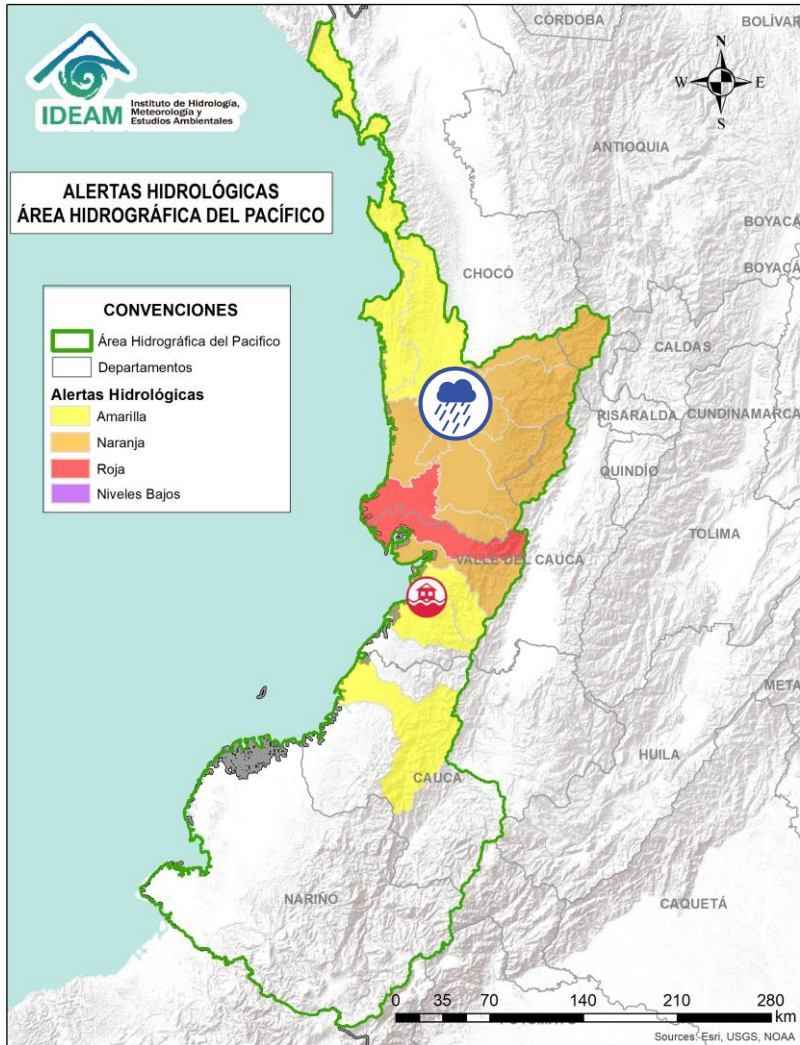 CÓRDOBA
BOLÍVAR
IDEAM
Instituto de Hidrología,
Meteorología y
Estudios Ambientales
N
W E
S
ANTIOQUIA
ALERTAS HIDROLÓGICAS
ÁREA HIDROGRÁFICA DEL PACÍFICO
BOYACÁ
CHOCÓ
BOYACÁ
CONVENCIONES
Área Hidrográfica del Pacifico
Departamentos
Alertas Hidrológicas
Amarilla
Naranja
Roja
Niveles Bajos
CALDAS
RISARALDA
CUNDINAMARCA
QUINDÍO
TOLIMA
VALLE DEL CAUCA
META
HUILA
CAUCA
NARIÑO
CAQUETÁ
0 35 70 140 210 280
km
Sources: Esri, USGS, NOAA